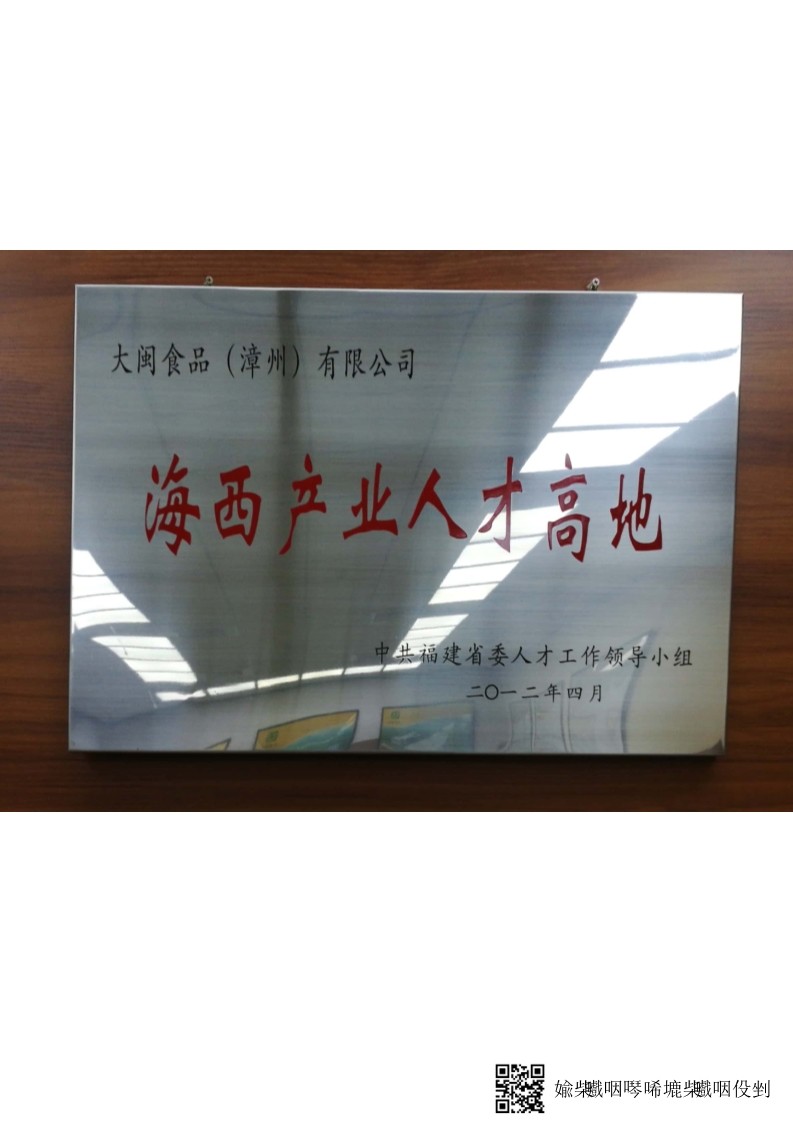 大闽食品（漳州）有限公司
海西产业人才高地
中共福建省委人才工作领导小组
二〇一二年四月